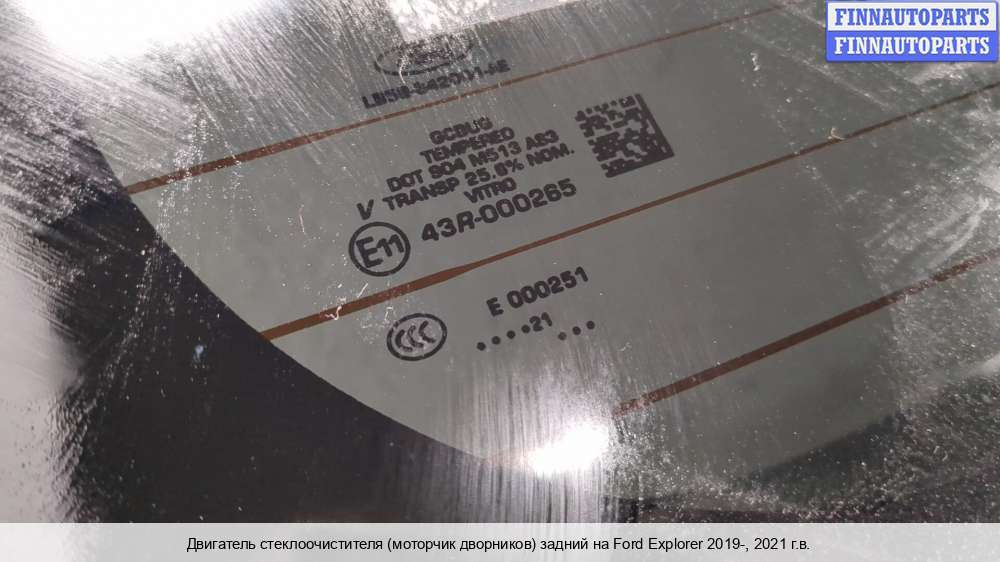 FINNAUTOPARTS
FINNAUTOPARTS
TEMPERED
DOT 904 M513 AS3
V TRANSP 25.8% NOM.
VITRO
E11 43R-000265
E 000251
CCC
....21
...
Двигатель стеклоочистителя (моторчик дворников) задний на Ford Explorer 2019-, 2021 г.в.